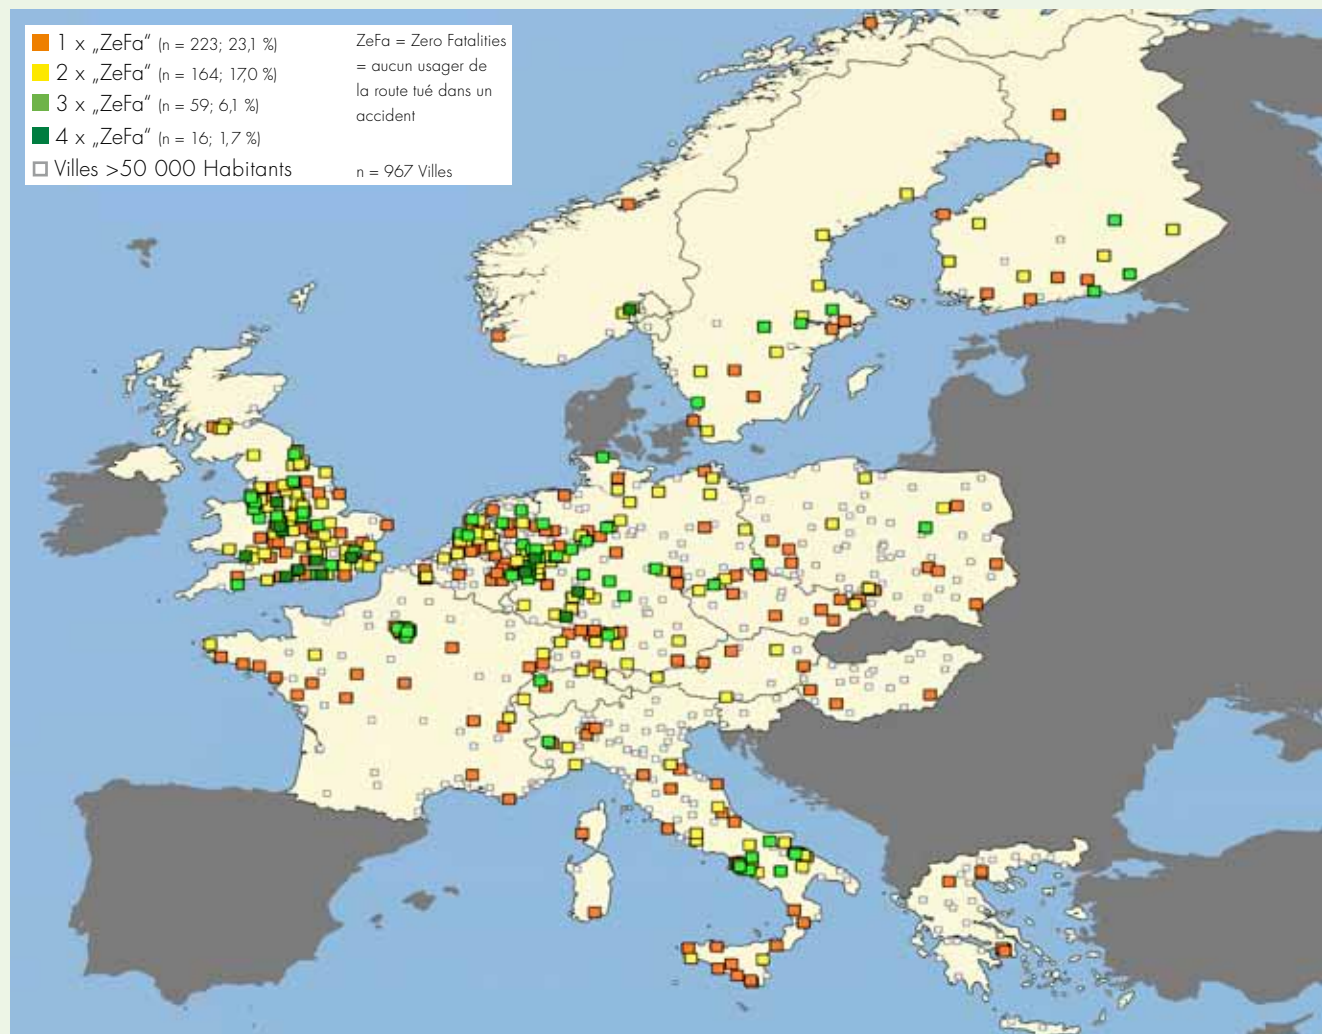 1 x „ZeFa“ (n = 223; 23,1 %)
2 x „ZeFa“ (n = 164; 17,0 %)
3 x „ZeFa“ (n = 59; 6,1 %)
4 x „ZeFa“ (n = 16; 1,7 %)
Villes >50 000 Habitants
ZeFa = Zero Fatalities
= aucun usager de
la route tué dans un
accident
n = 967 Villes